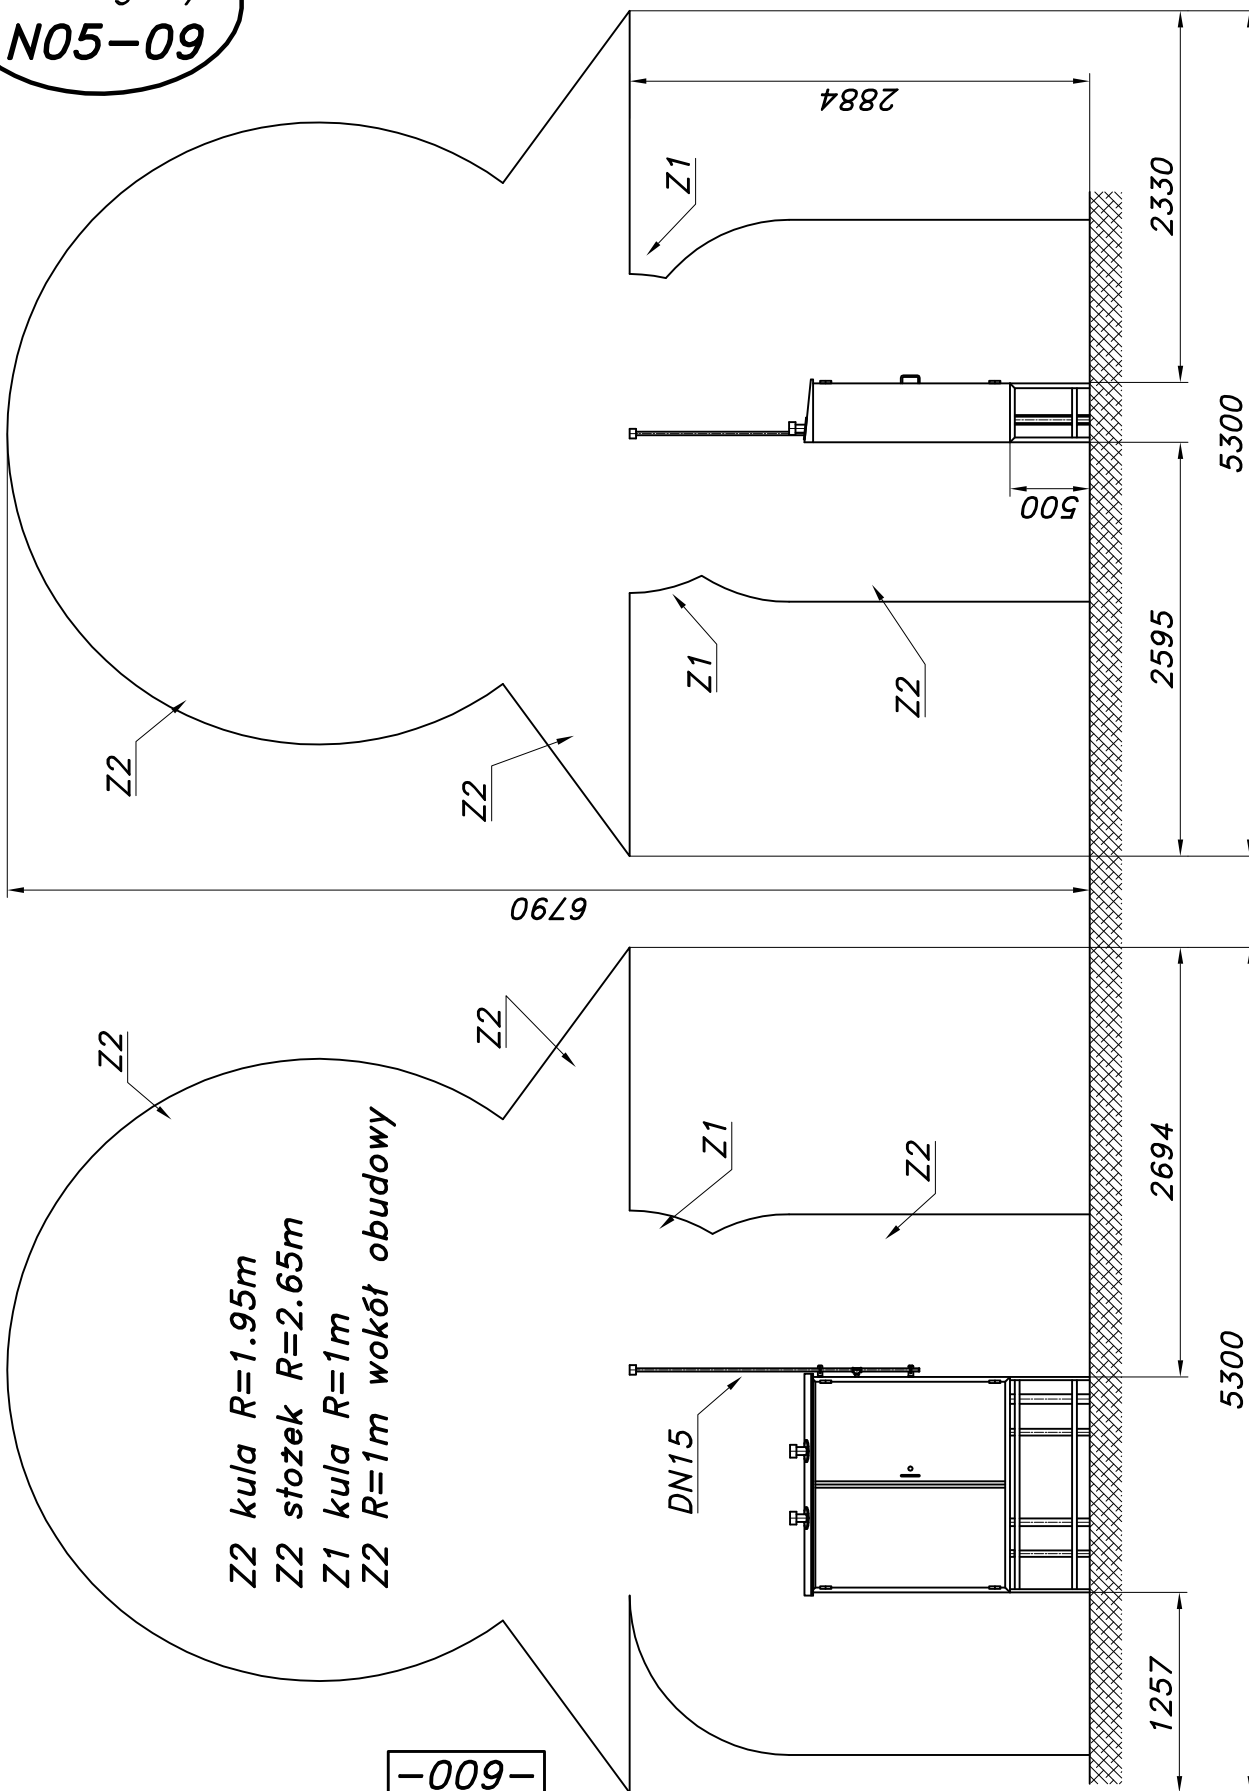 N05-09
Z2
Z2
Z1
Z1
Z2
2884
2330
5300
500
2595
6790
Z2
Z2
Z1
Z2
Z2 kula R=1.95m
Z2 stożek R=2.65m
Z1 kula R=1m
Z2 R=1m wokół obudowy
DN15
2694
5300
1257
-009-